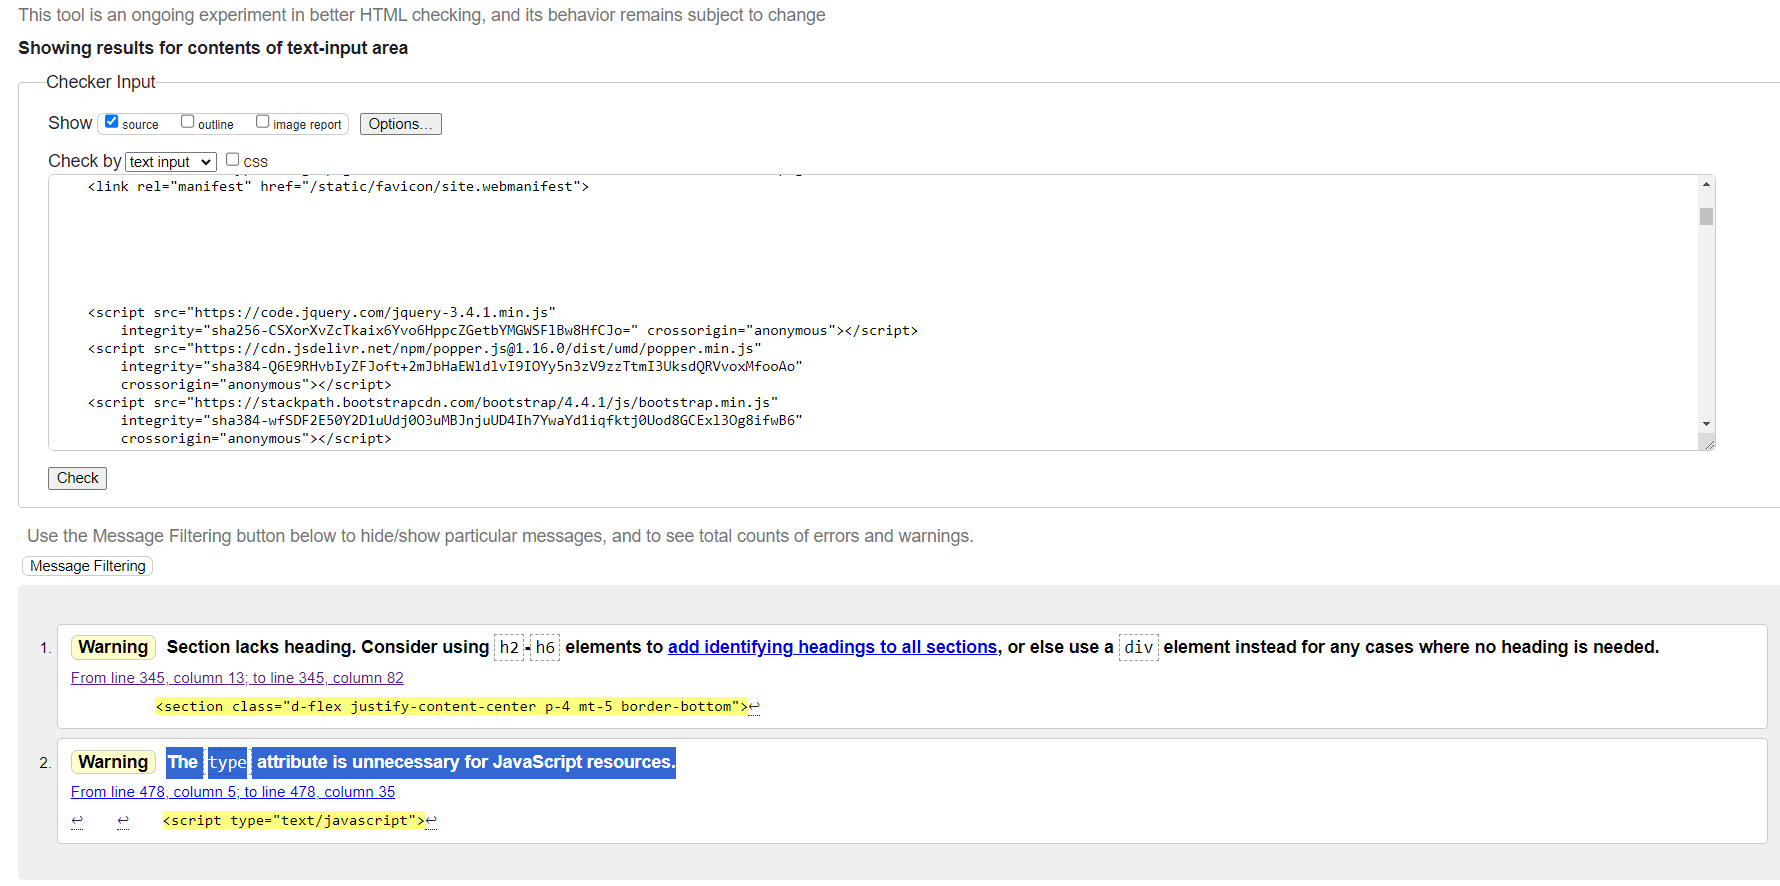 This tool is an ongoing experiment in better HTML checking, and its behavior remains subject to change
Showing results for contents of text-input area
Checker Input
Show source outline image report Options...
Check by text input CSS
<link rel="manifest" href="/static/favicon/site.webmanifest">
<script src="https://code.jquery.com/jquery-3.4.1.min.js"
integrity="sha256-CSXorXvZcTkaix6Yvo6HppcZGetbYMGWSFlBw8HfCJo=" crossorigin="anonymous"></script>
<script src="https://cdn.jsdelivr.net/npm/popper.js@1.16.0/dist/umd/popper.min.js"
integrity="sha384-Q6E9RHvbIyZFJoft+2mJbHaEWldlvI9IOYy5n3zV9zzTtmI3UksdQRVvoxMfooAo"
crossorigin="anonymous"></script>
<script src="https://stackpath.bootstrapcdn.com/bootstrap/4.4.1/js/bootstrap.min.js"
integrity="sha384-wfSDF2E50Y2D1uUdj0O3uMBJnjuUD4Ih7YwaYd1iqfktj0Uod8GCExl3Og8ifwB6"
crossorigin="anonymous"></script>
Check
Use the Message Filtering button below to hide/show particular messages, and to see total counts of errors and warnings.
Message Filtering
1. Warning Section lacks heading. Consider using h2-h6 elements to add identifying headings to all sections, or else use a div element instead for any cases where no heading is needed.
From line 345, column 13; to line 345, column 82
<section class="d-flex justify-content-center p-4 mt-5 border-bottom">↩
2. Warning The type attribute is unnecessary for JavaScript resources.
From line 478, column 5; to line 478, column 35
↩ ↩ <script type="text/javascript">↩